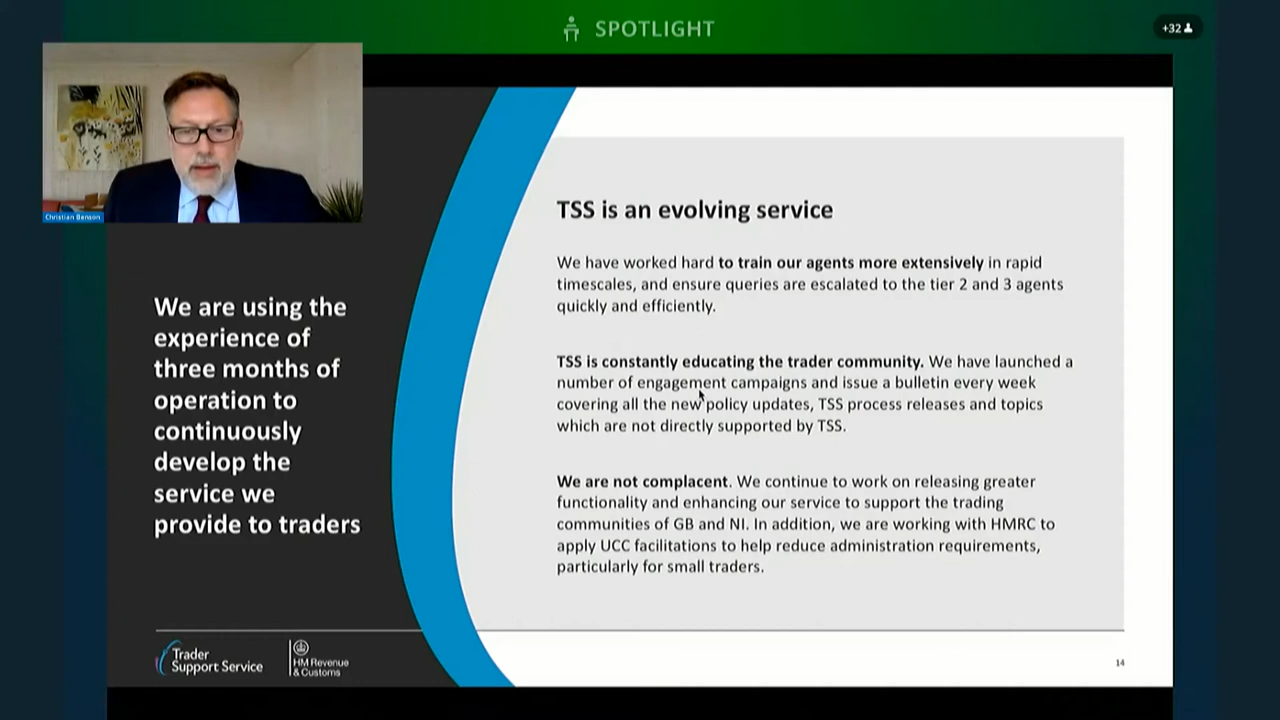 SPOTLIGHT
+32
Christian Benson
We are using the
experience of
three months of
operation to
continuously
develop the
service we
provide to traders
TSS is an evolving service
We have worked hard to train our agents more extensively in rapid
timescales, and ensure queries are escalated to the tier 2 and 3 agents
quickly and efficiently.
TSS is constantly educating the trader community. We have launched a
number of engagement campaigns and issue a bulletin every week
covering all the new policy updates, TSS process releases and topics
which are not directly supported by TSS.
We are not complacent. We continue to work on releasing greater
functionality and enhancing our service to support the trading
communities of GB and NI. In addition, we are working with HMRC to
apply UCC facilitations to help reduce administration requirements,
particularly for small traders.
Trader
Support Service
HM Revenue
& Customs
14